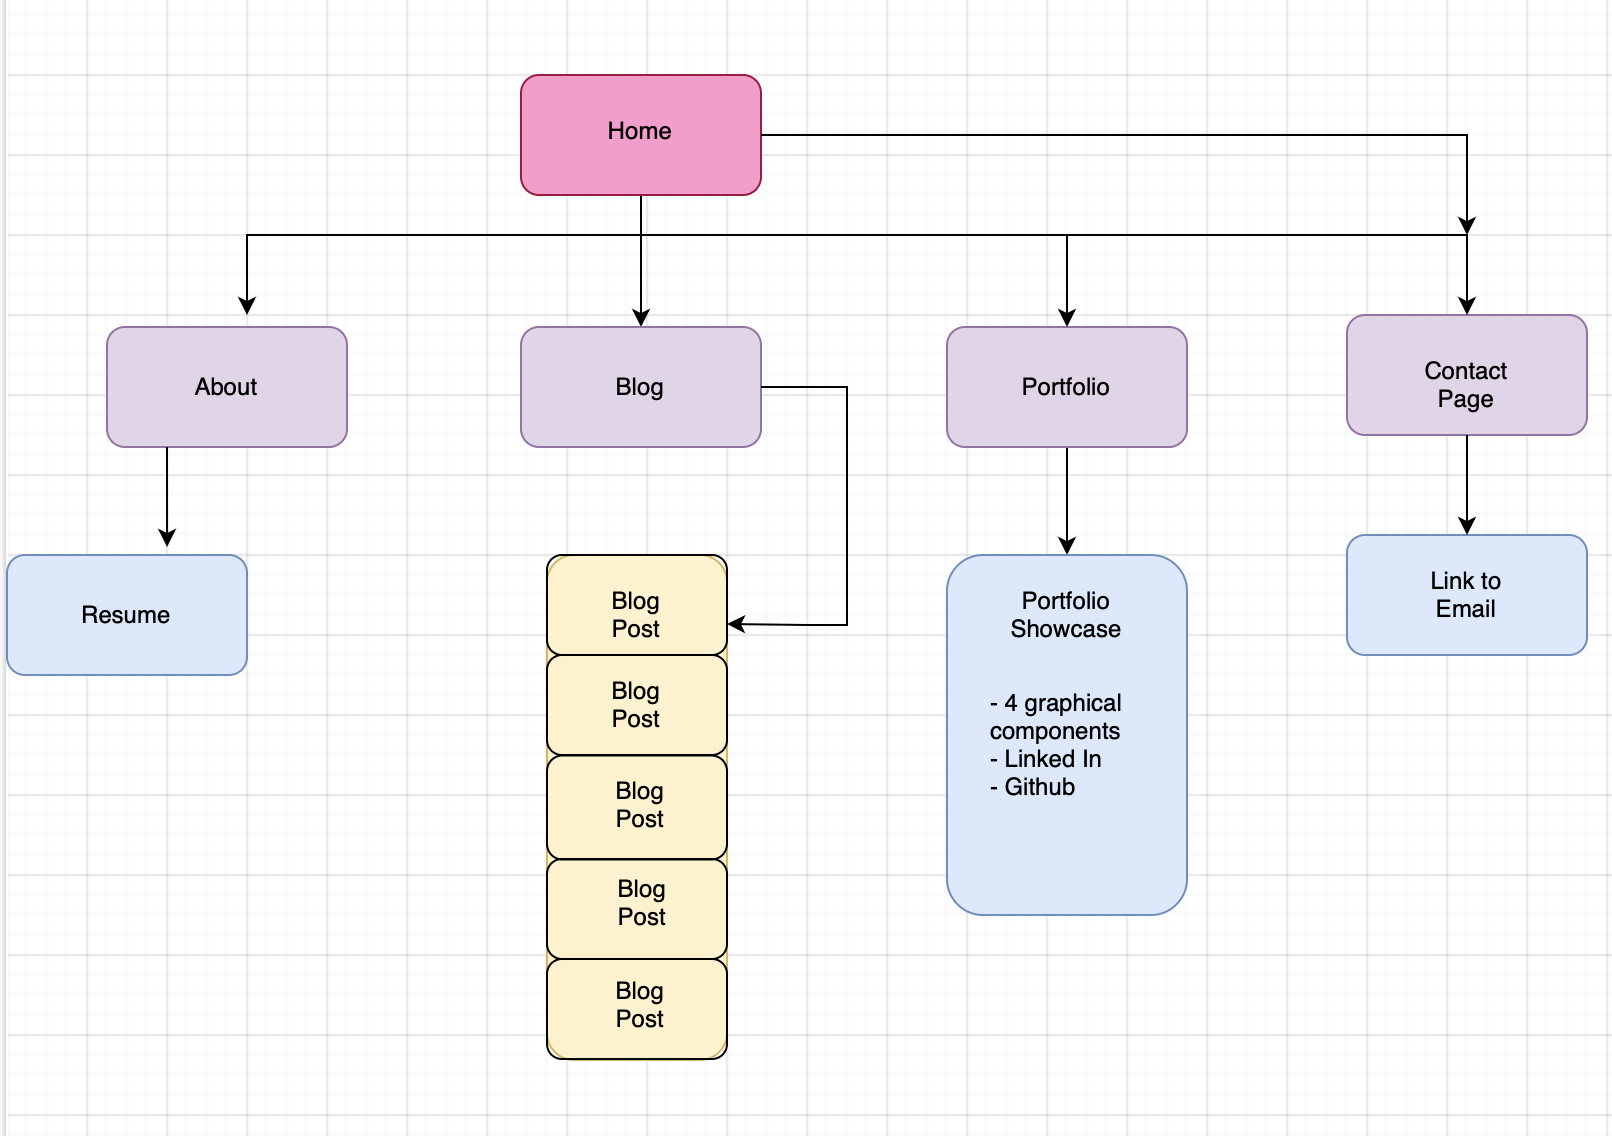 Home
About
Blog
Portfolio
Contact
Page
Resume
Blog
Post
Blog
Post
Blog
Post
Blog
Post
Blog
Post
Portfolio
Showcase
- 4 graphical
components
- Linked In
- Github
Link to
Email